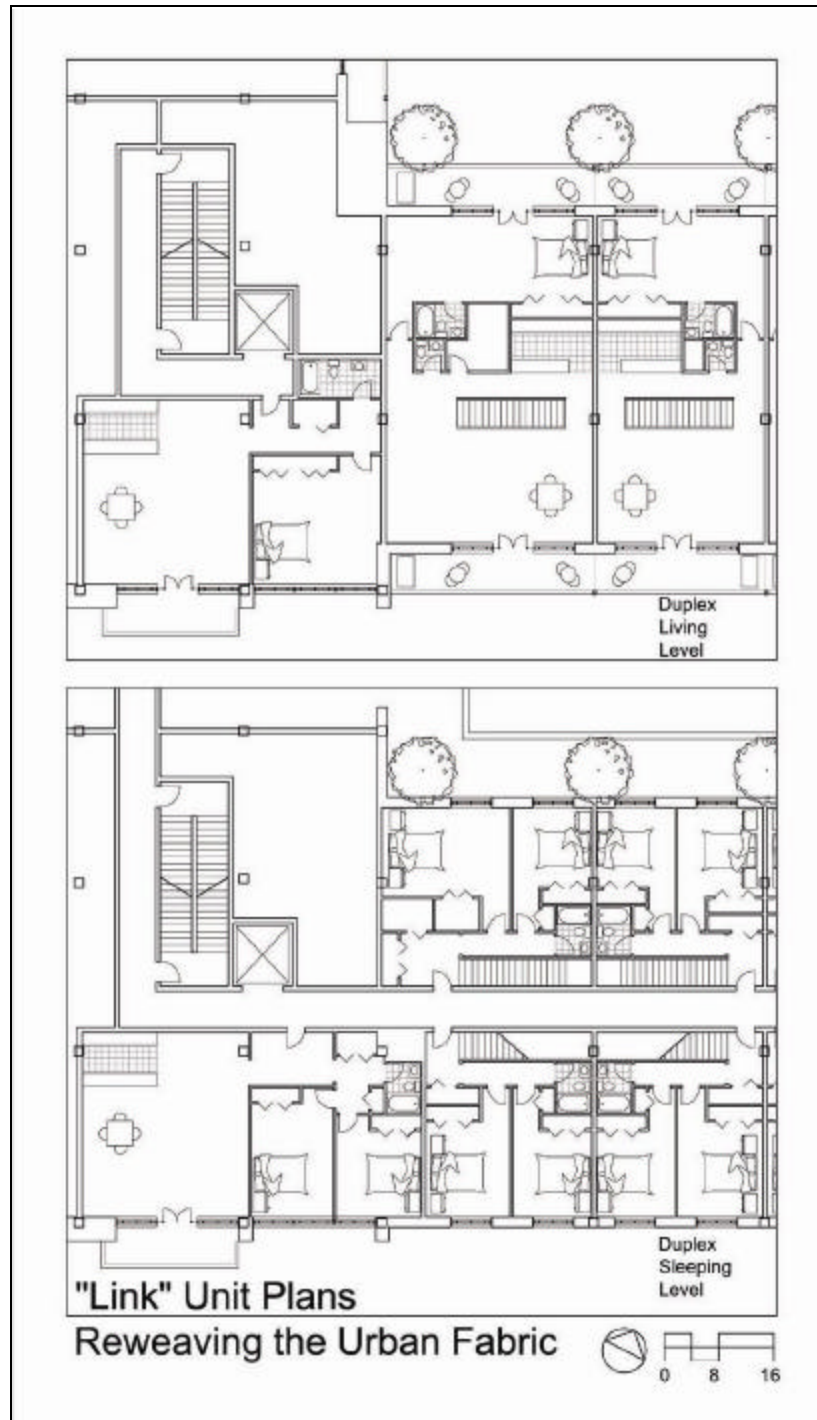 Duplex
Living
Level
Duplex
Sleeping
Level
"Link" Unit Plans
Reweaving the Urban Fabric
0 8 16